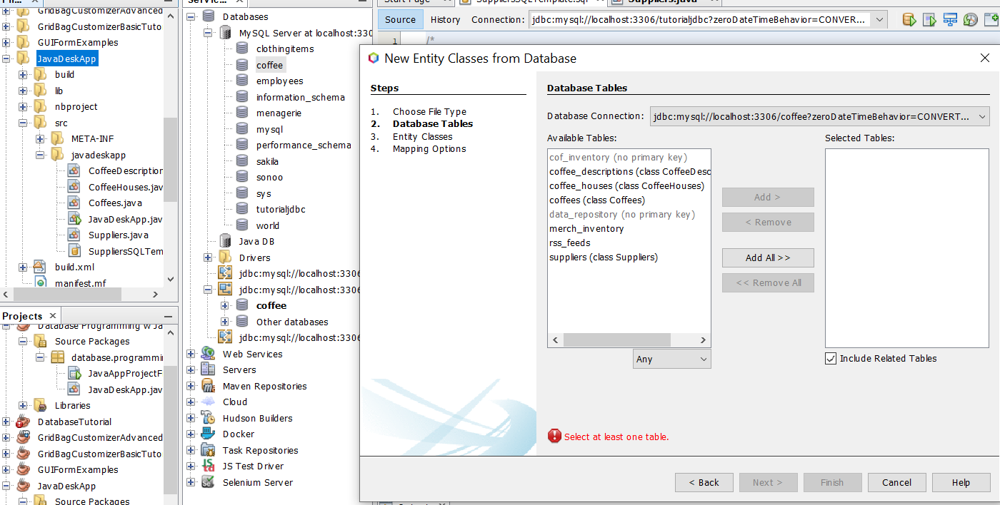 GridBagCustomizerAdvanced
GridBagCustomizerBasicTuto
GUIFormExamples
JavaDeskApp
build
lib
nbproject
src
META-INF
javadeskapp
CoffeeDescription
CoffeeHouses.jav
Coffees.java
JavaDeskApp.jav
Suppliers.java
SuppliersSQLTem
build.xml
manifest.mf
Projects
Database Programming w Ja
Source Packages
database.programmin
JavaAppProjectF
JavaDeskApp.jav
Libraries
DatabaseTutorial
GridBagCustomizerAdvanced
GridBagCustomizerBasicTuto
GUIFormExamples
JavaDeskApp
Source Packages
Databases
MySQL Server at localhost:330
clothingitems
coffee
employees
information_schema
menagerie
mysql
performance_schema
sakila
sonoo
sys
tutorialjdbc
world
Java DB
Drivers
jdbc:mysql://localhost:3306
jdbc:mysql://localhost:3306
coffee
Other databases
jdbc:mysql://localhost:3306
Web Services
Servers
Maven Repositories
Cloud
Hudson Builders
Docker
Task Repositories
JS Test Driver
Selenium Server
Start Page
SuppliersSQLTemplate.sql
Suppliers.java
Source
History
Connection:
jdbc:mysql://localhost:3306/tutorialjdbc?zeroDateTimeBehavior=CONVER...
1
/*
New Entity Classes from Database
Steps
1. Choose File Type
2. Database Tables
3. Entity Classes
4. Mapping Options
Database Tables
Database Connection:
jdbc:mysql://localhost:3306/coffee?zeroDateTimeBehavior=CONVERT...
Available Tables:
cof_inventory (no primary key)
coffee_descriptions (class CoffeeDesc
coffee_houses (class CoffeeHouses)
coffees (class Coffees)
data_repository (no primary key)
merch_inventory
rss_feeds
suppliers (class Suppliers)
Any
Add >
< Remove
Add All >>
<< Remove All
Selected Tables:
Include Related Tables
Select at least one table.
< Back
Next >
Finish
Cancel
Help